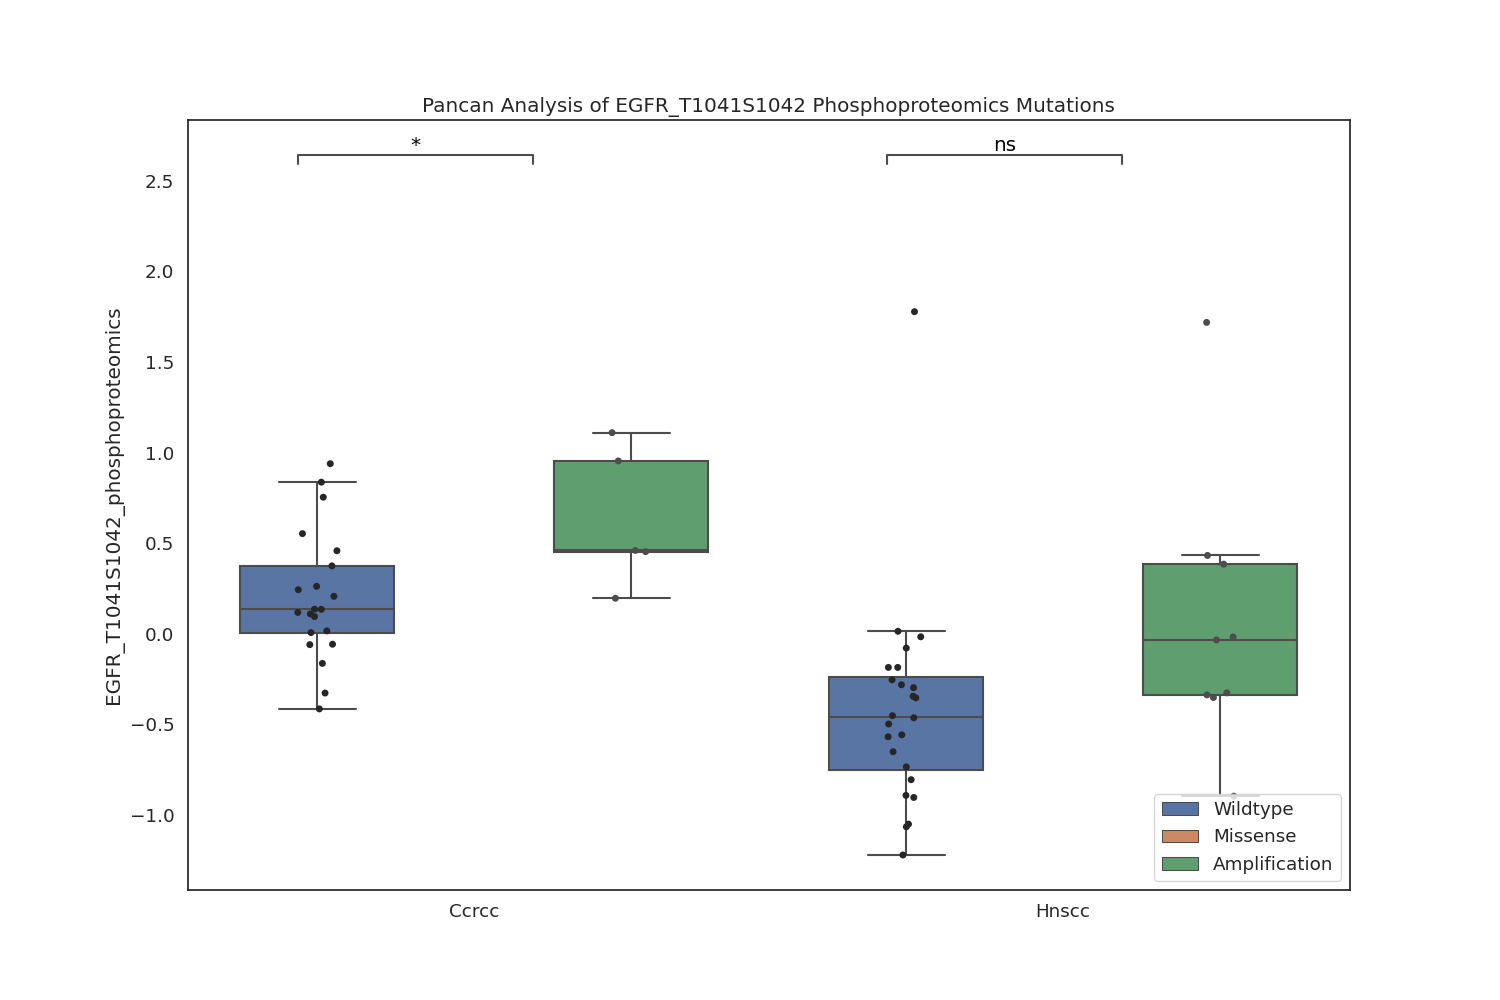 Pancan Analysis of EGFR_T1041S1042 Phosphoproteomics Mutations
*
ns
2.5
2.0
1.5
1.0
0.5
0.0
−0.5
−1.0
EGFR_T1041S1042_phosphoproteomics
Wildtype
Missense
Amplification
Ccrcc
Hnscc